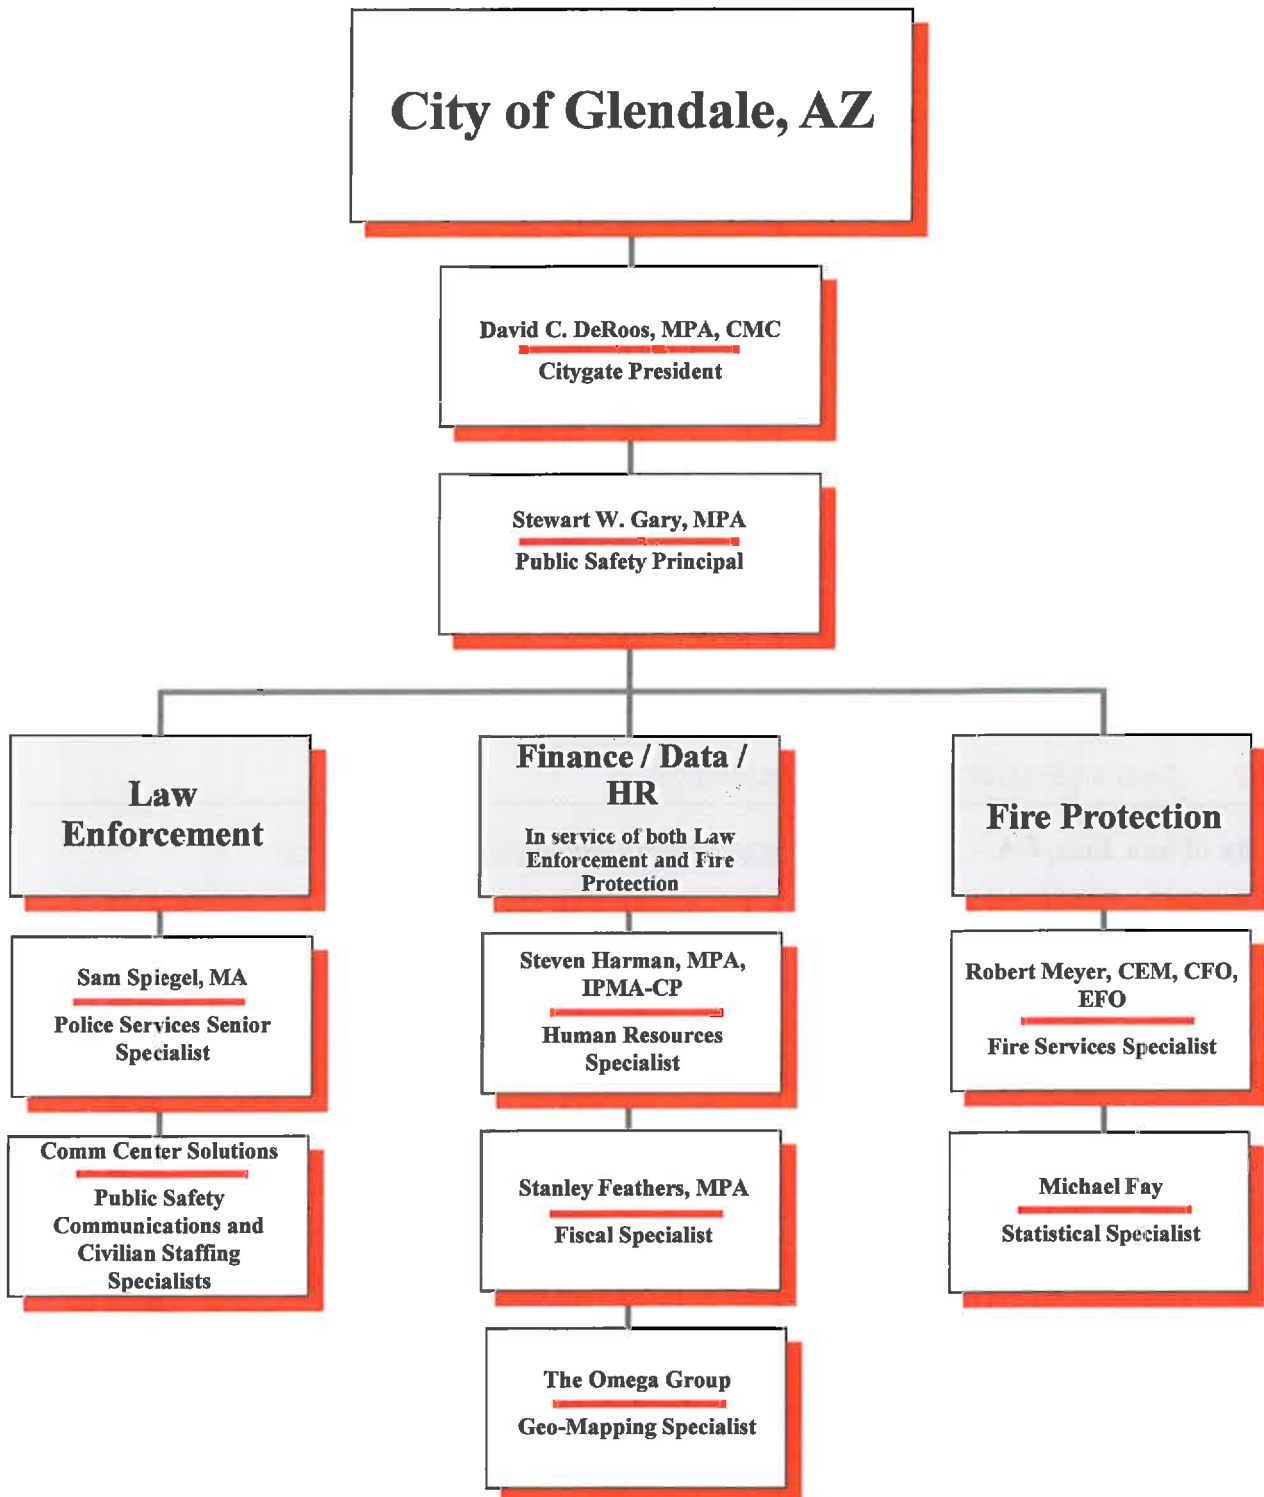 City of Glendale, AZ
David C. DeRoos, MPA, CMC
Citygate President
Stewart W. Gary, MPA
Public Safety Principal
Law
Enforcement
Finance / Data /
HR
In service of both Law
Enforcement and Fire
Protection
Fire Protection
Sam Spiegel, MA
Police Services Senior
Specialist
Comm Center Solutions
Public Safety
Communications and
Civilian Staffing
Specialists
Steven Harman, MPA,
IPMA-CP
Human Resources
Specialist
Stanley Feathers, MPA
Fiscal Specialist
The Omega Group
Geo-Mapping Specialist
Robert Meyer, CEM, CFO,
EFO
Fire Services Specialist
Michael Fay
Statistical Specialist